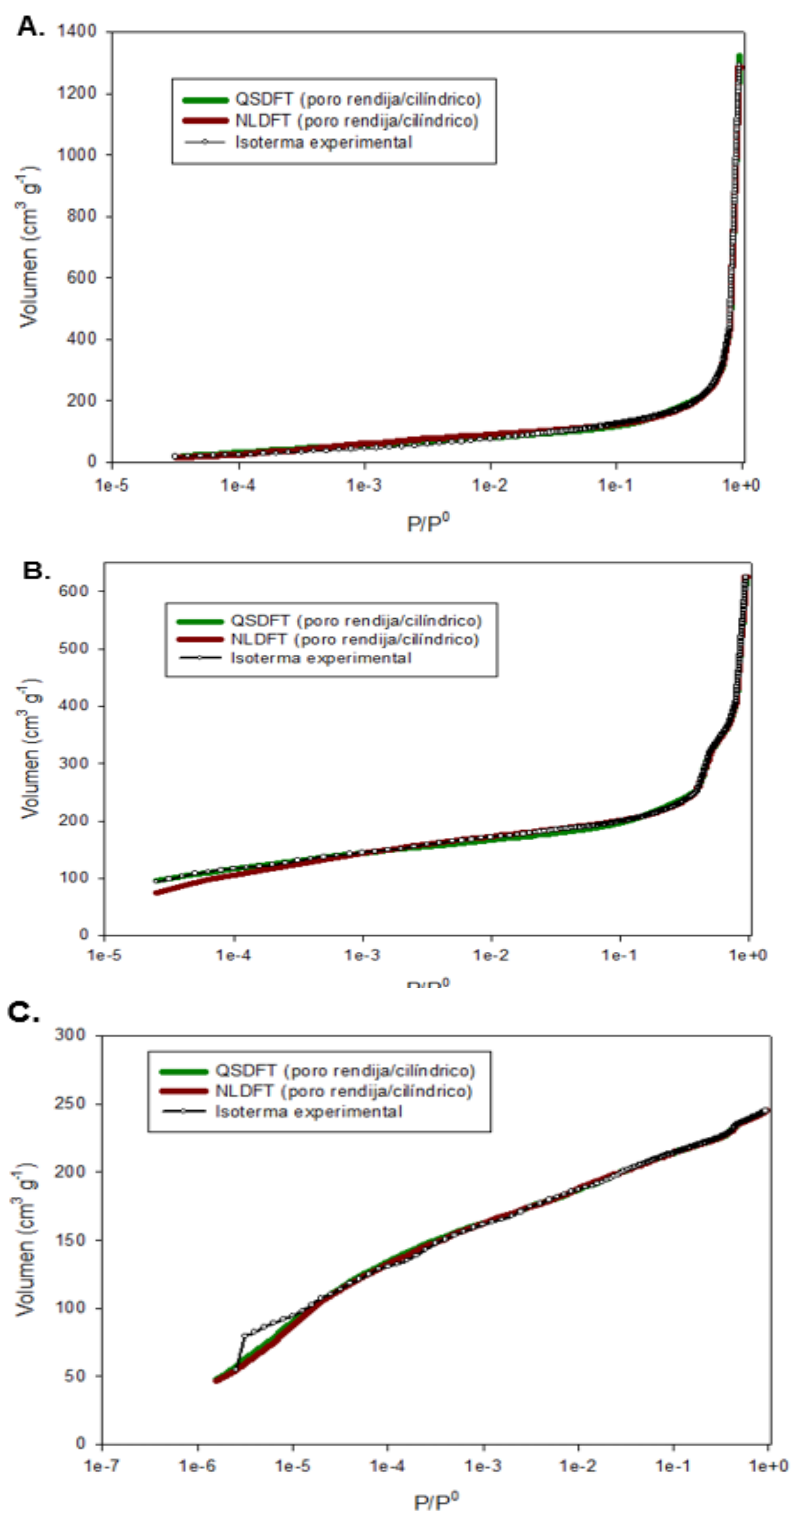 A.
1400
1200
1000
800
600
400
200
0
Volumen (cm³ g⁻¹)
QSDFT (poro rendija/cilíndrico)
NLDFT (poro rendija/cilíndrico)
Isoterma experimental
1e-5 1e-4 1e-3 1e-2 1e-1 1e+0
P/P⁰
B.
600
500
400
300
200
100
0
Volumen (cm³ g⁻¹)
QSDFT (poro rendija/cilíndrico)
NLDFT (poro rendija/cilíndrico)
Isoterma experimental
1e-5 1e-4 1e-3 1e-2 1e-1 1e+0
P/P⁰
C.
300
250
200
150
100
50
0
Volumen (cm³ g⁻¹)
QSDFT (poro rendija/cilíndrico)
NLDFT (poro rendija/cilíndrico)
Isoterma experimental
1e-7 1e-6 1e-5 1e-4 1e-3 1e-2 1e-1 1e+0
P/P⁰